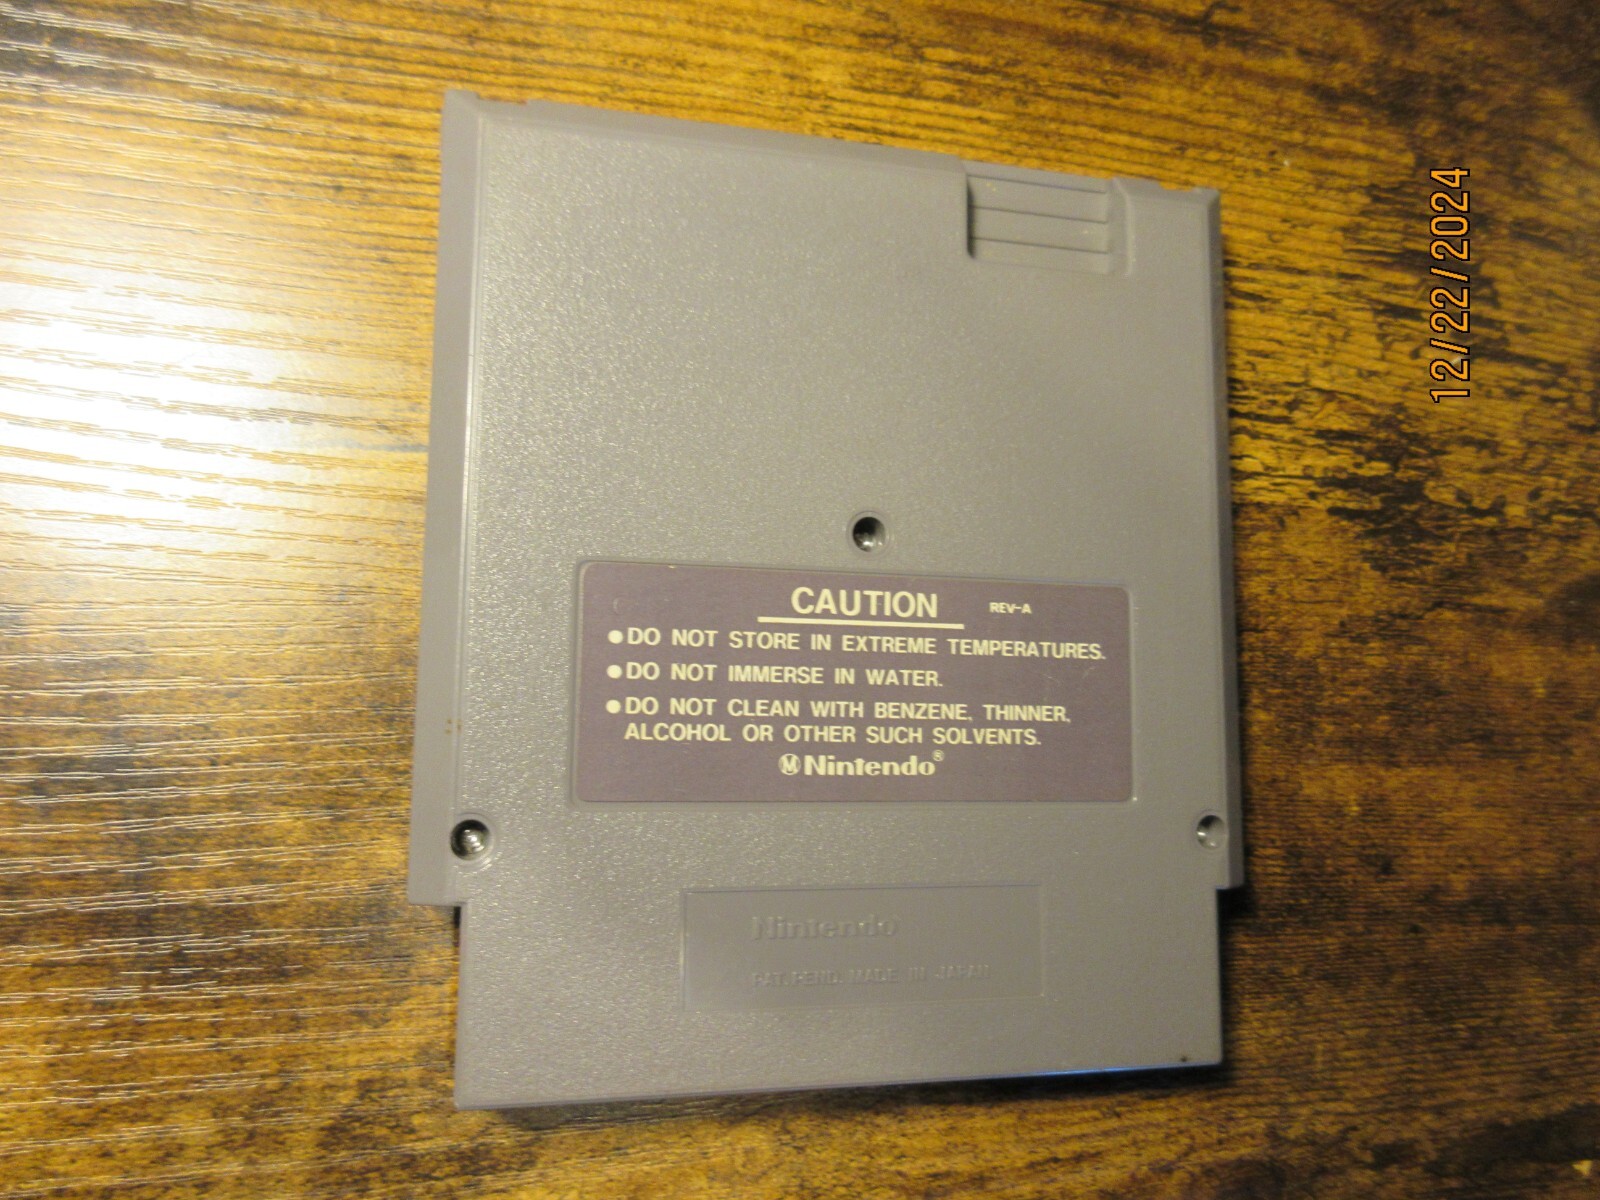 CAUTION REV-A
●DO NOT STORE IN EXTREME TEMPERATURES.
●DO NOT IMMERSE IN WATER.
●DO NOT CLEAN WITH BENZENE, THINNER,
ALCOHOL OR OTHER SUCH SOLVENTS.
Ⓜ Nintendo®
Nintendo
PAT. PEND. MADE IN JAPAN
12/22/2024